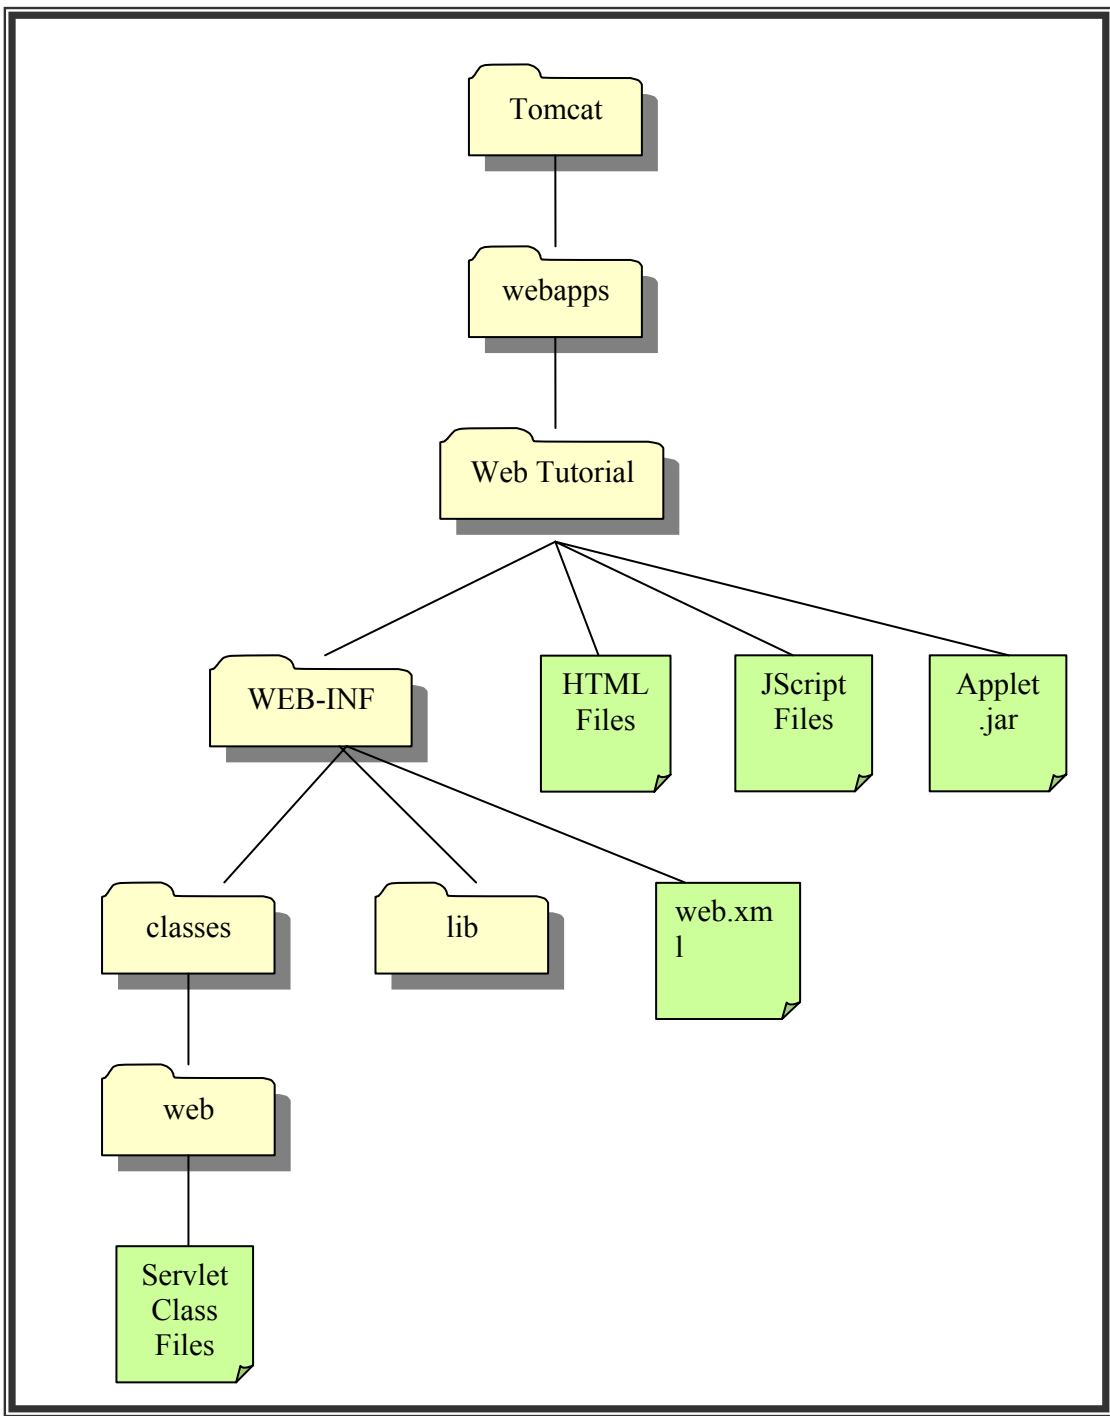 Tomcat
webapps
Web Tutorial
WEB-INF
HTML
Files
JScript
Files
Applet
.jar
classes
lib
web.xm
l
web
Servlet
Class
Files